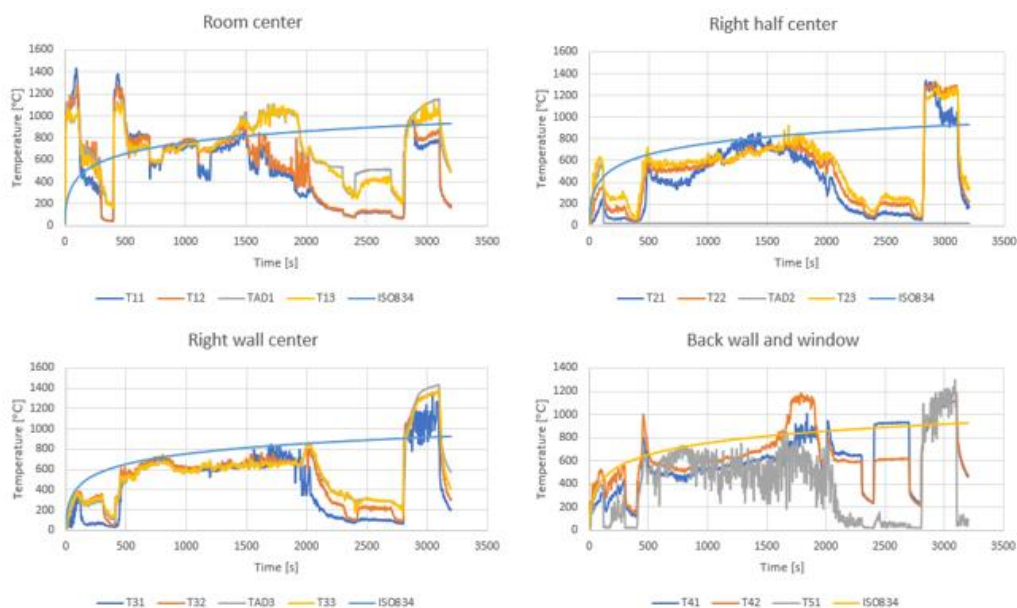 Room center
Temperature [°C]
1600
1400
1200
1000
800
600
400
200
0
0 500 1000 1500 2000 2500 3000 3500
Time [s]
T11 T12 TAD1 T13 ISO834
Right half center
Temperature [°C]
1600
1400
1200
1000
800
600
400
200
0
0 500 1000 1500 2000 2500 3000 3500
Time [s]
T21 T22 TAD2 T23 ISO834
Right wall center
Temperature [°C]
1600
1400
1200
1000
800
600
400
200
0
0 500 1000 1500 2000 2500 3000 3500
Time [s]
T31 T32 TAD3 T33 ISO834
Back wall and window
Temperature [°C]
1400
1200
1000
800
600
400
200
0
0 500 1000 1500 2000 2500 3000 3500
Time [s]
T41 T42 T51 ISO834